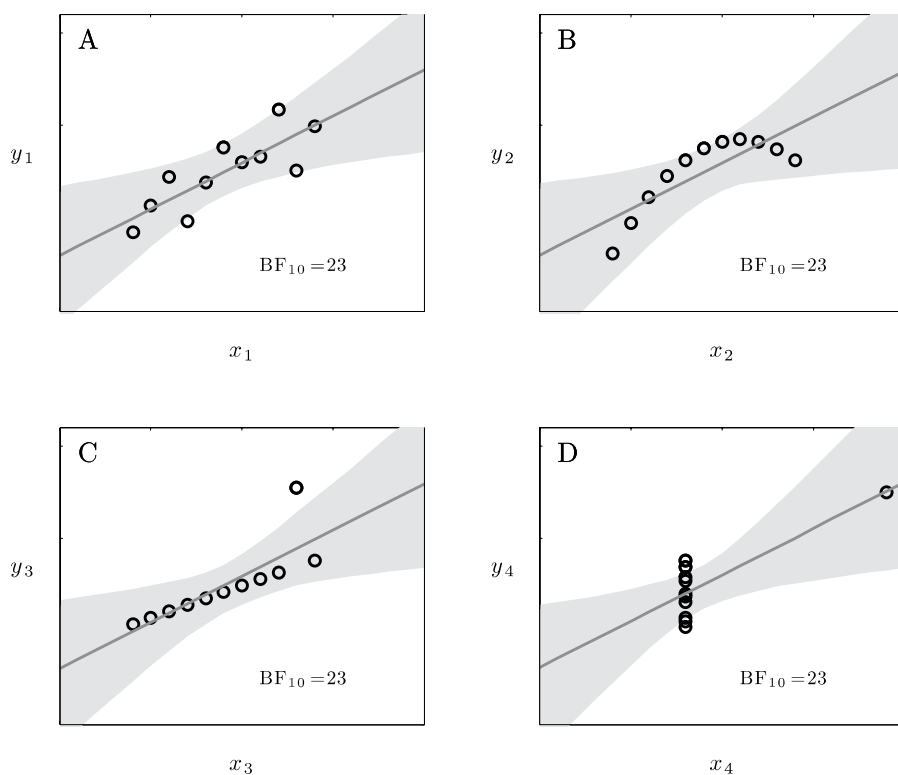 A
B
y₁
y₂
BF₁₀=23
BF₁₀=23
x₁
x₂
C
D
y₃
y₄
BF₁₀=23
BF₁₀=23
x₃
x₄